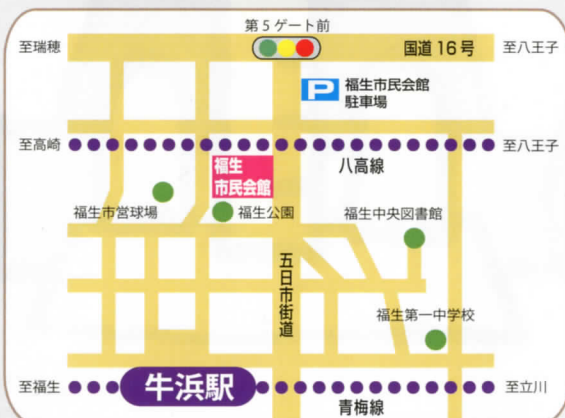 第5ゲート前
至瑞穂
国道16号
至八王子
P
福生市民会館
駐車場
至高崎
至八王子
八高線
福生
市民会館
福生市営球場
福生公園
福生中央図書館
五日市街道
福生第一中学校
至福生
牛浜駅
至立川
青梅線